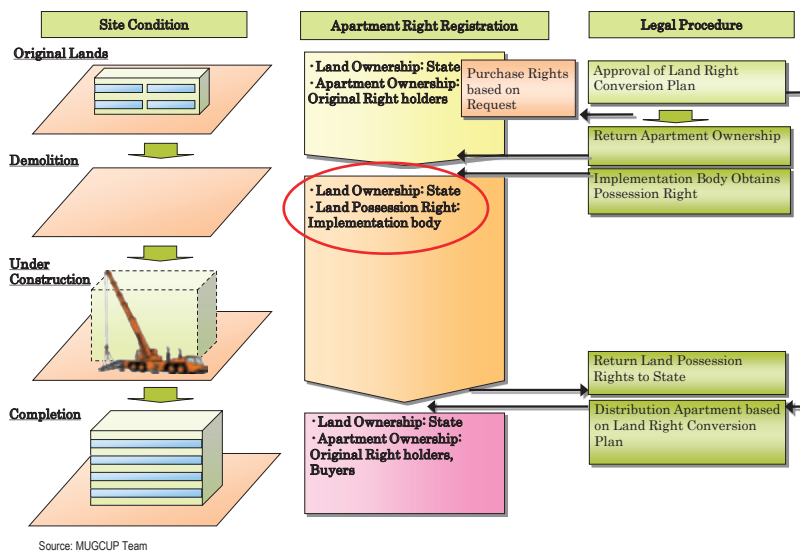 Site Condition
Apartment Right Registration
Legal Procedure
Original Lands
・Land Ownership: State
・Apartment Ownership:
Original Right holders
Purchase Rights
based on
Request
Approval of Land Right
Conversion Plan
Return Apartment Ownership
Demolition
・Land Ownership: State
・Land Possession Right:
Implementation body
Implementation Body Obtains
Possession Right
Under
Construction
Return Land Possession
Rights to State
Completion
・Land Ownership: State
・Apartment Ownership:
Original Right holders,
Buyers
Distribution Apartment based
on Land Right Conversion
Plan
Source: MUGCUP Team